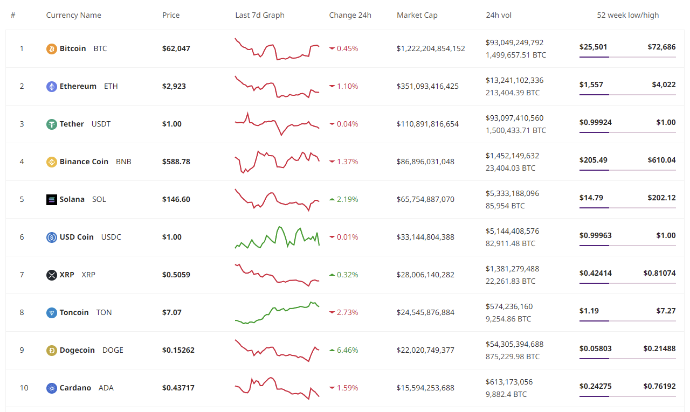 # Currency Name Price Last 7d Graph Change 24h Market Cap 24h vol 52 week low/high
1 Bitcoin BTC $62,047 0.45% $1,222,204,854,152 $93,049,249,792 $25,501 $72,686
1,499,657.51 BTC
2 Ethereum ETH $2,923 1.10% $351,093,416,425 $13,241,102,336 $1,557 $4,022
213,404.39 BTC
3 Tether USDT $1.00 0.04% $110,891,816,654 $93,097,410,560 $0.99924 $1.00
1,500,433.71 BTC
4 Binance Coin BNB $588.78 1.37% $86,896,031,048 $1,452,149,632 $205.49 $610.04
23,404.03 BTC
5 Solana SOL $146.60 2.19% $65,754,887,070 $5,333,188,096 $14.79 $202.12
85,954 BTC
6 USD Coin USDC $1.00 0.01% $33,144,804,388 $5,144,408,576 $0.99963 $1.00
82,911.48 BTC
7 XRP XRP $0.5059 0.32% $28,006,140,282 $1,381,279,488 $0.42414 $0.81074
22,261.83 BTC
8 Toncoin TON $7.07 2.73% $24,545,876,884 $574,236,160 $1.19 $7.27
9,254.86 BTC
9 Dogecoin DOGE $0.15262 6.46% $22,020,749,377 $54,305,394,688 $0.05803 $0.21488
875,229.98 BTC
10 Cardano ADA $0.43717 1.59% $15,594,253,688 $613,173,056 $0.24275 $0.76192
9,882.4 BTC